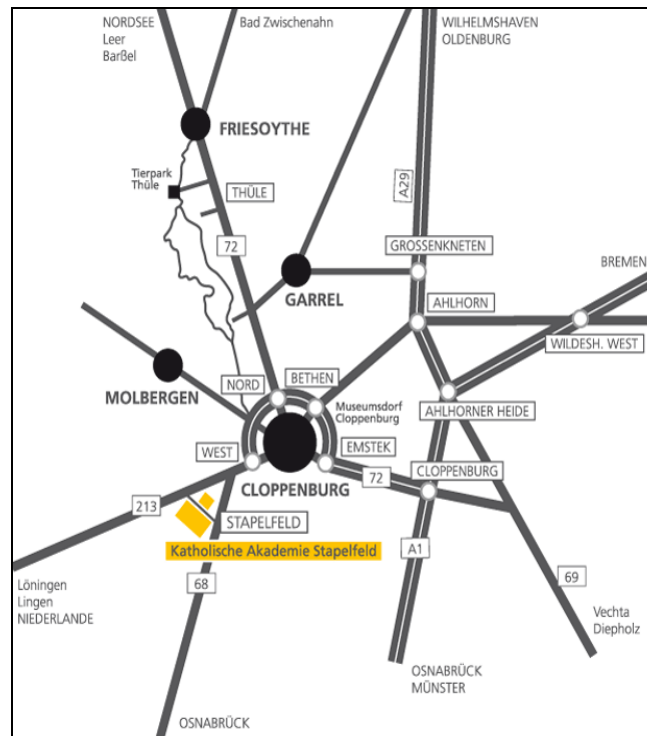 NORDSEE
Leer
Barßel
Bad Zwischenahn
WILHELMSHAVEN
OLDENBURG
FRIESOYTHE
Tierpark
Thüle
THÜLE
A29
72
GROSSENKNETEN
BREMEN
GARREL
AHLHORN
WILDESH. WEST
MOLBERGEN
NORD
BETHEN
Museumsdorf
Cloppenburg
AHLHORNER HEIDE
WEST
EMSTEK
CLOPPENBURG
72
CLOPPENBURG
213
STAPELFELD
Katholische Akademie Stapelfeld
A1
68
69
Löningen
Lingen
NIEDERLANDE
Vechta
Diepholz
OSNABRÜCK
MÜNSTER
OSNABRÜCK